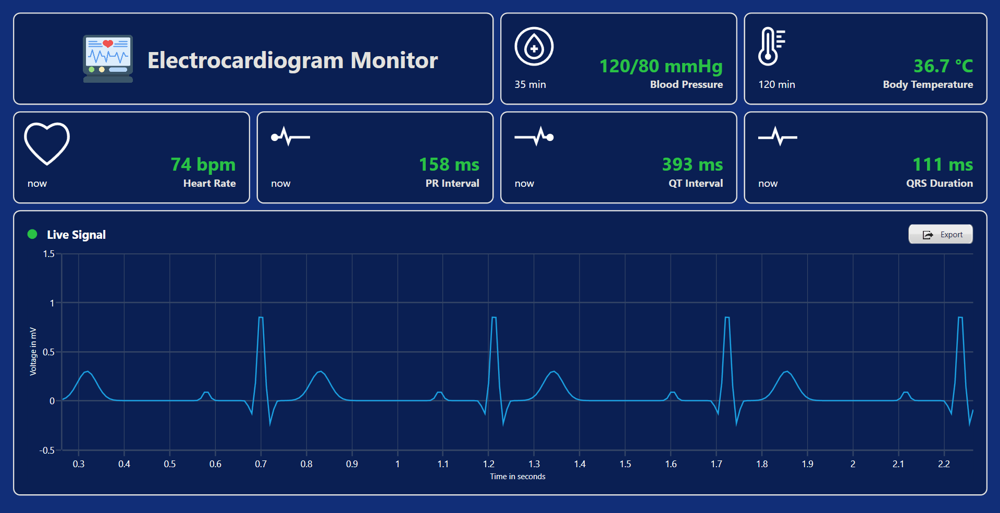 Electrocardiogram Monitor
120/80 mmHg
35 min
Blood Pressure
36.7 °C
120 min
Body Temperature
74 bpm
now
Heart Rate
158 ms
now
PR Interval
393 ms
now
QT Interval
111 ms
now
QRS Duration
Live Signal
Export
1.5
1
0.5
0
-0.5
Voltage in mV
0.3 0.4 0.5 0.6 0.7 0.8 0.9 1 1.1 1.2 1.3 1.4 1.5 1.6 1.7 1.8 1.9 2 2.1 2.2
Time in seconds